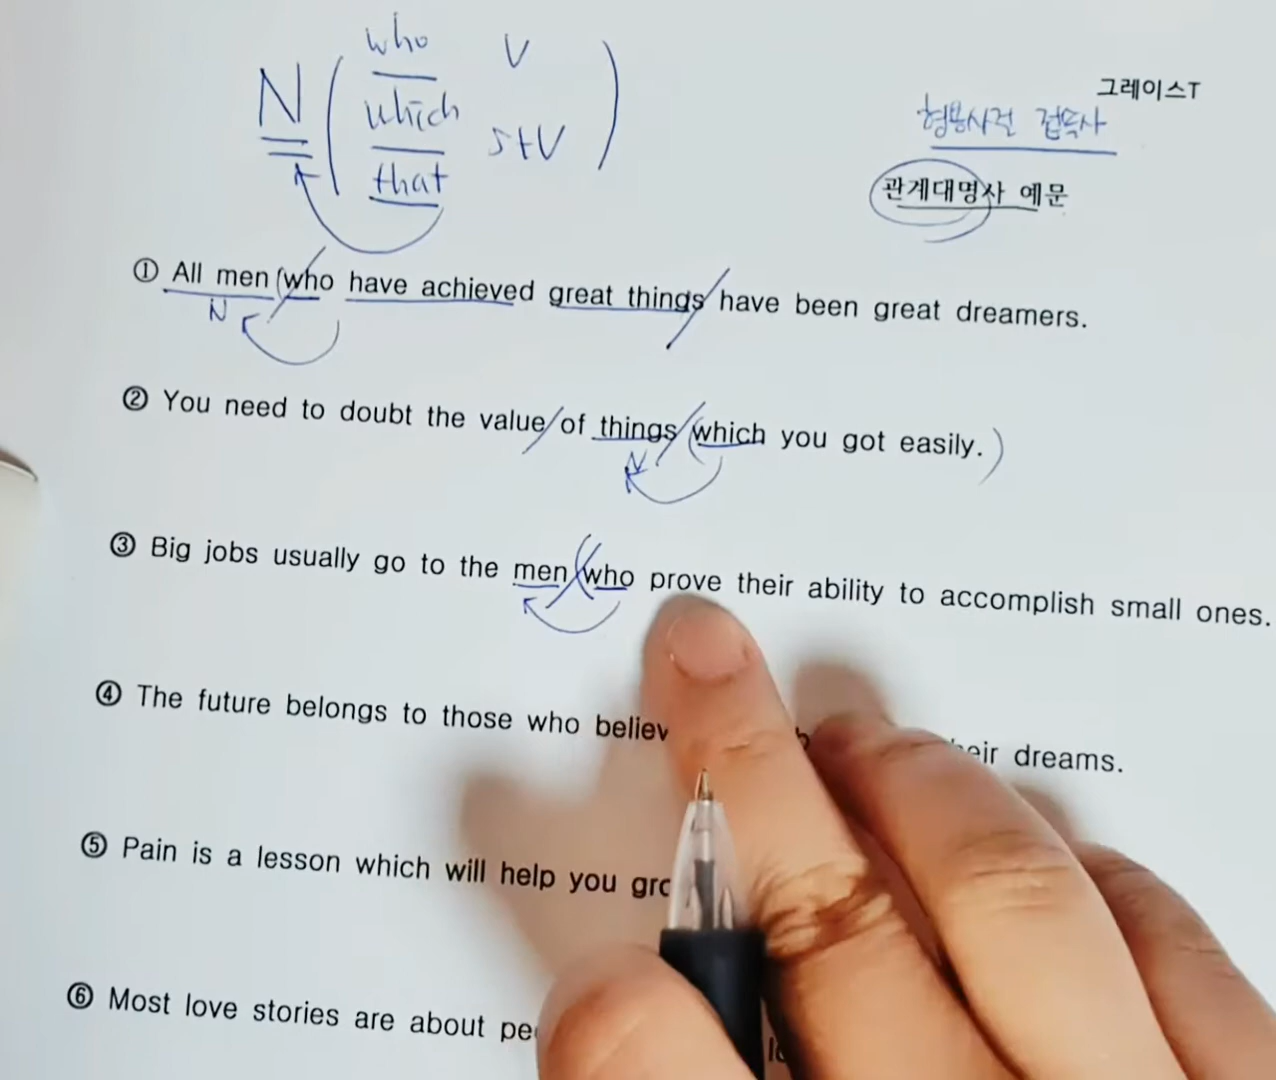 who V
N ( which S+V )
that
그레이스T
형용사절 접속사
관계대명사 예문
① All men (who have achieved great things / have been great dreamers.
N
② You need to doubt the value / of things / (which you got easily.)
N
③ Big jobs usually go to the men (who prove their ability to accomplish small ones.
④ The future belongs to those who their dreams.
⑤ Pain is a lesson which will help you
⑥ Most love stories are about